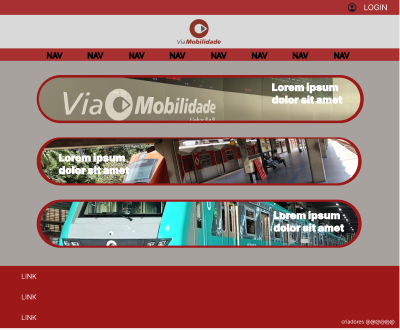 LOGIN
ViaMobilidade
NAV NAV NAV NAV NAV NAV NAV NAV
Lorem ipsum
dolor sit amet
ViaMobilidade
Lorem ipsum
dolor sit amet
Lorem ipsum
dolor sit amet
LINK
LINK
LINK
criadores @@@@@@